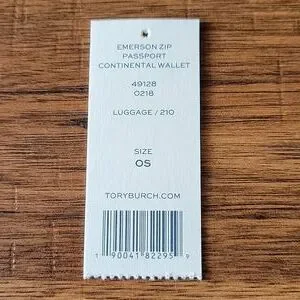 EMERSON ZIP
PASSPORT
CONTINENTAL WALLET
49128
0218
LUGGAGE / 210
SIZE
OS
TORYBURCH.COM
1 90041 82295 9